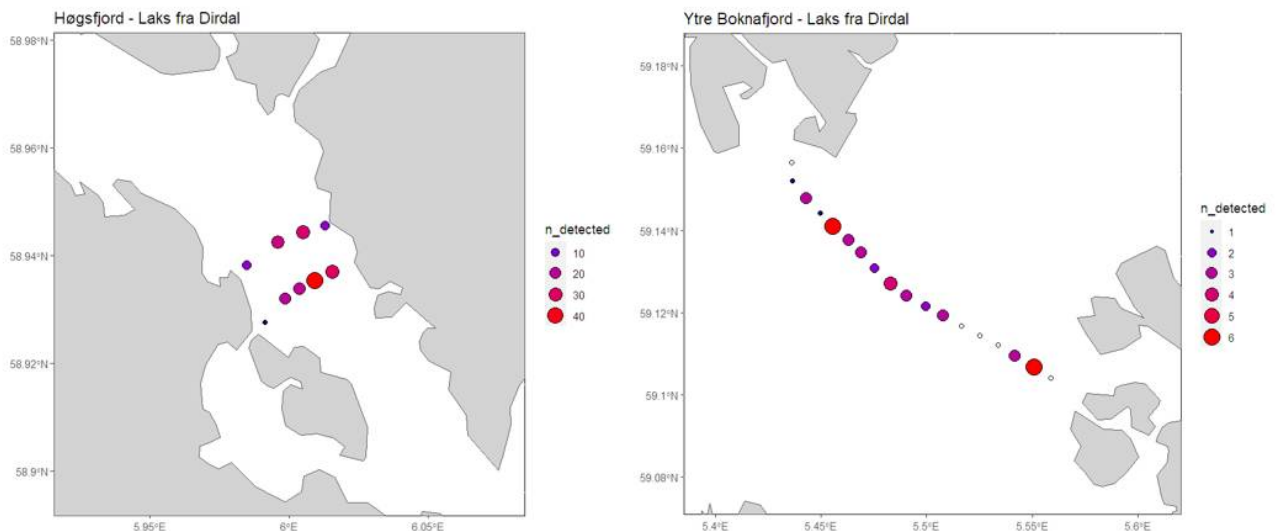 Høgsfjord - Laks fra Dirdal
58.98°N
58.96°N
58.94°N
58.92°N
58.9°N
5.95°E
6°E
6.05°E
n_detected
10
20
30
40
Ytre Boknafjord - Laks fra Dirdal
59.18°N
59.16°N
59.14°N
59.12°N
59.1°N
59.08°N
5.4°E
5.45°E
5.5°E
5.55°E
5.6°E
n_detected
1
2
3
4
5
6